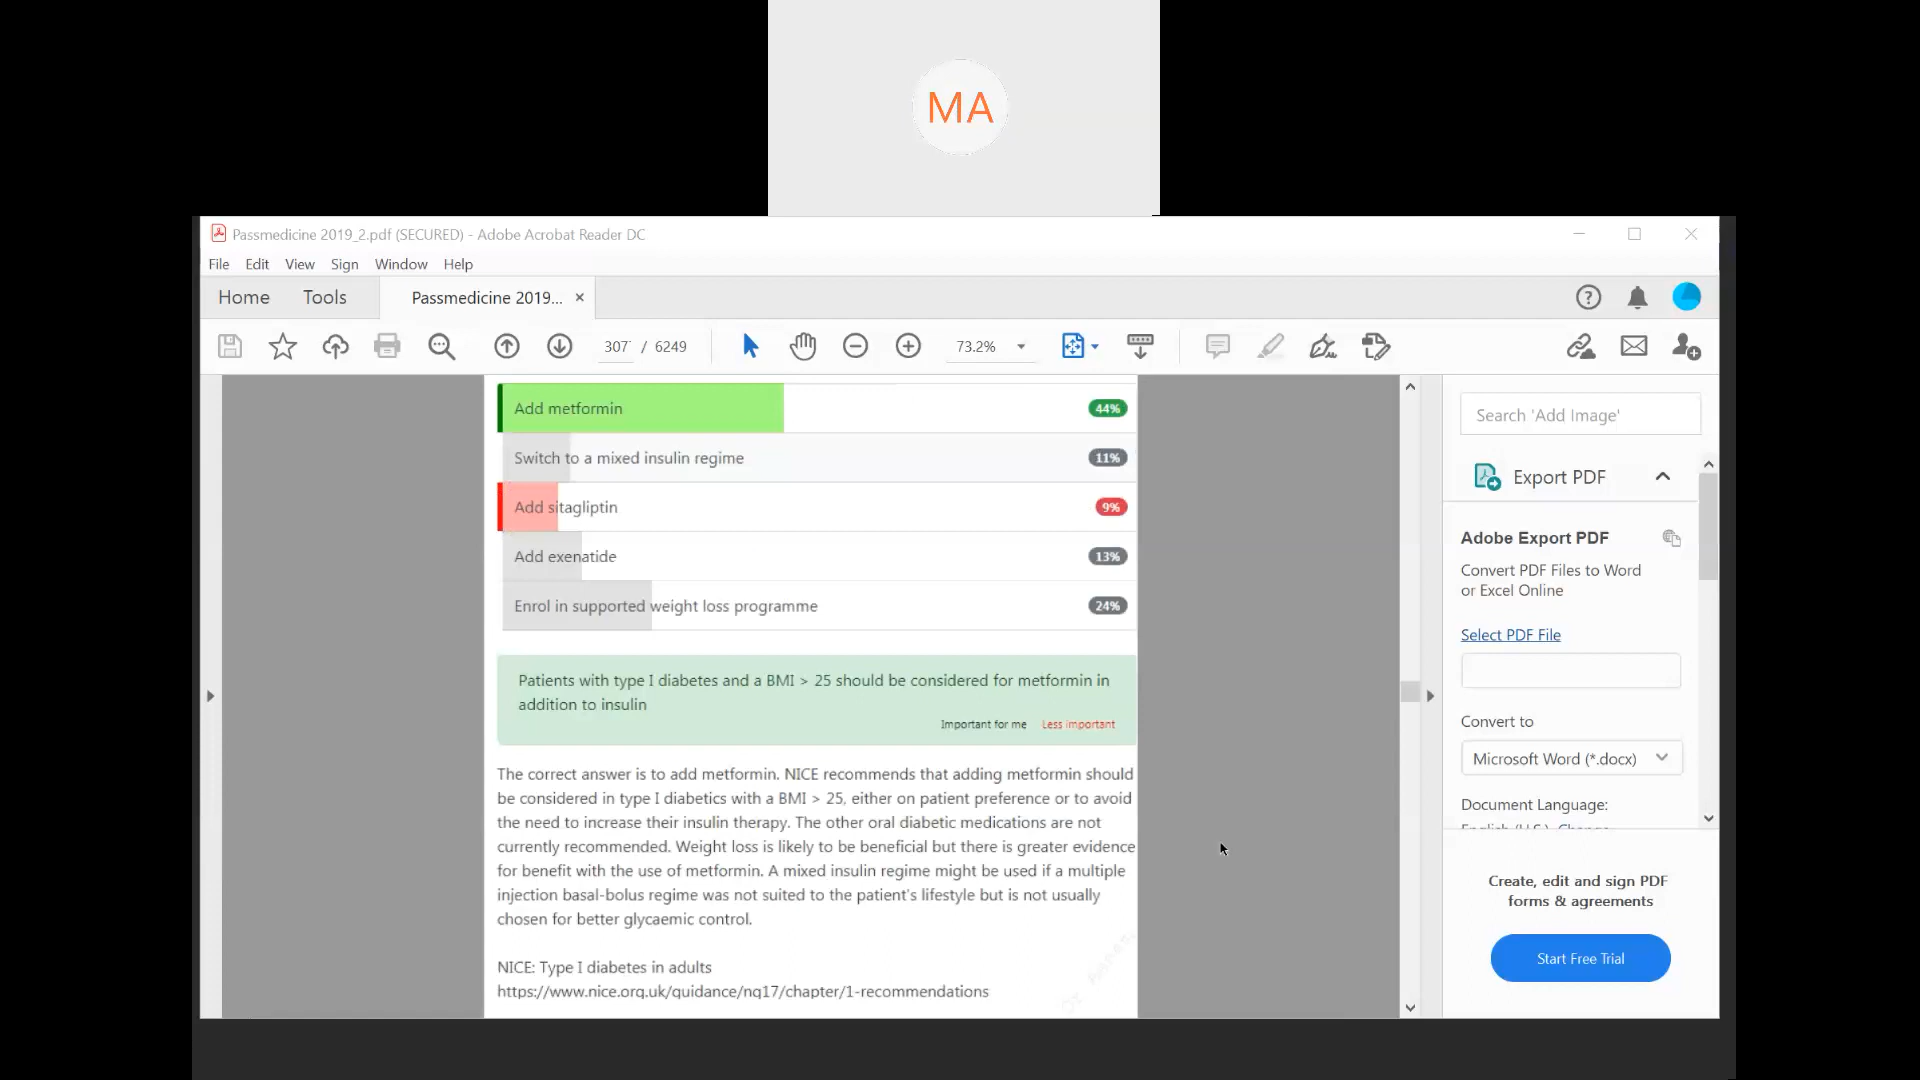 MA
Passmedicine 2019_2.pdf (SECURED) - Adobe Acrobat Reader DC
File Edit View Sign Window Help
Home Tools Passmedicine 2019... ×
307 / 6249 73.2%
Add metformin 44%
Switch to a mixed insulin regime 11%
Add sitagliptin 9%
Add exenatide 13%
Enrol in supported weight loss programme 24%
Patients with type I diabetes and a BMI > 25 should be considered for metformin in
addition to insulin
Important for me Less important
The correct answer is to add metformin. NICE recommends that adding metformin should
be considered in type I diabetics with a BMI > 25, either on patient preference or to avoid
the need to increase their insulin therapy. The other oral diabetic medications are not
currently recommended. Weight loss is likely to be beneficial but there is greater evidence
for benefit with the use of metformin. A mixed insulin regime might be used if a multiple
injection basal-bolus regime was not suited to the patient's lifestyle but is not usually
chosen for better glycaemic control.
NICE: Type I diabetes in adults
https://www.nice.org.uk/guidance/ng17/chapter/1-recommendations
Search 'Add Image'
Export PDF
Adobe Export PDF
Convert PDF Files to Word
or Excel Online
Select PDF File
Convert to
Microsoft Word (*.docx)
Document Language:
English (U.S.) Change
Create, edit and sign PDF
forms & agreements
Start Free Trial